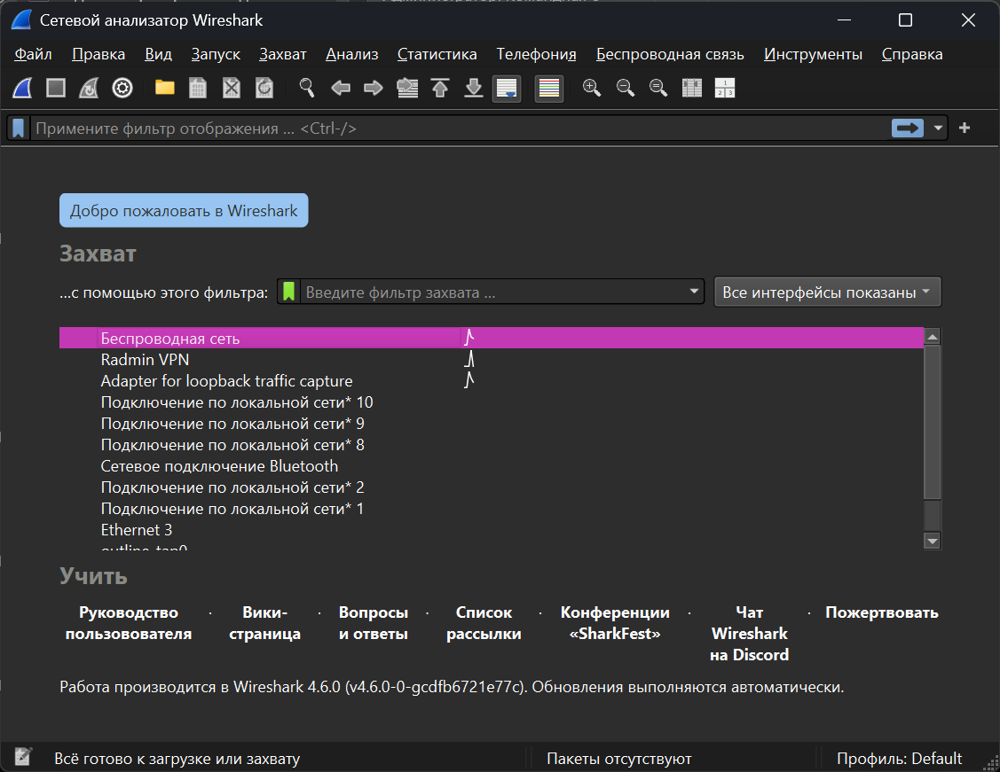 Сетевой анализатор Wireshark
Файл Правка Вид Запуск Захват Анализ Статистика Телефония Беспроводная связь Инструменты Справка
Примените фильтр отображения ... <Ctrl-/>
Добро пожаловать в Wireshark
Захват
...с помощью этого фильтра: Введите фильтр захвата ... Все интерфейсы показаны
Беспроводная сеть
Radmin VPN
Adapter for loopback traffic capture
Подключение по локальной сети* 10
Подключение по локальной сети* 9
Подключение по локальной сети* 8
Сетевое подключение Bluetooth
Подключение по локальной сети* 2
Подключение по локальной сети* 1
Ethernet 3
outline-tap0
Учить
Руководство · Вики- · Вопросы · Список · Конференции · Чат · Пожертвовать
пользовователя страница и ответы рассылки «SharkFest» Wireshark
на Discord
Работа производится в Wireshark 4.6.0 (v4.6.0-0-gcdfb6721e77c). Обновления выполняются автоматически.
Всё готово к загрузке или захвату Пакеты отсутствуют Профиль: Default